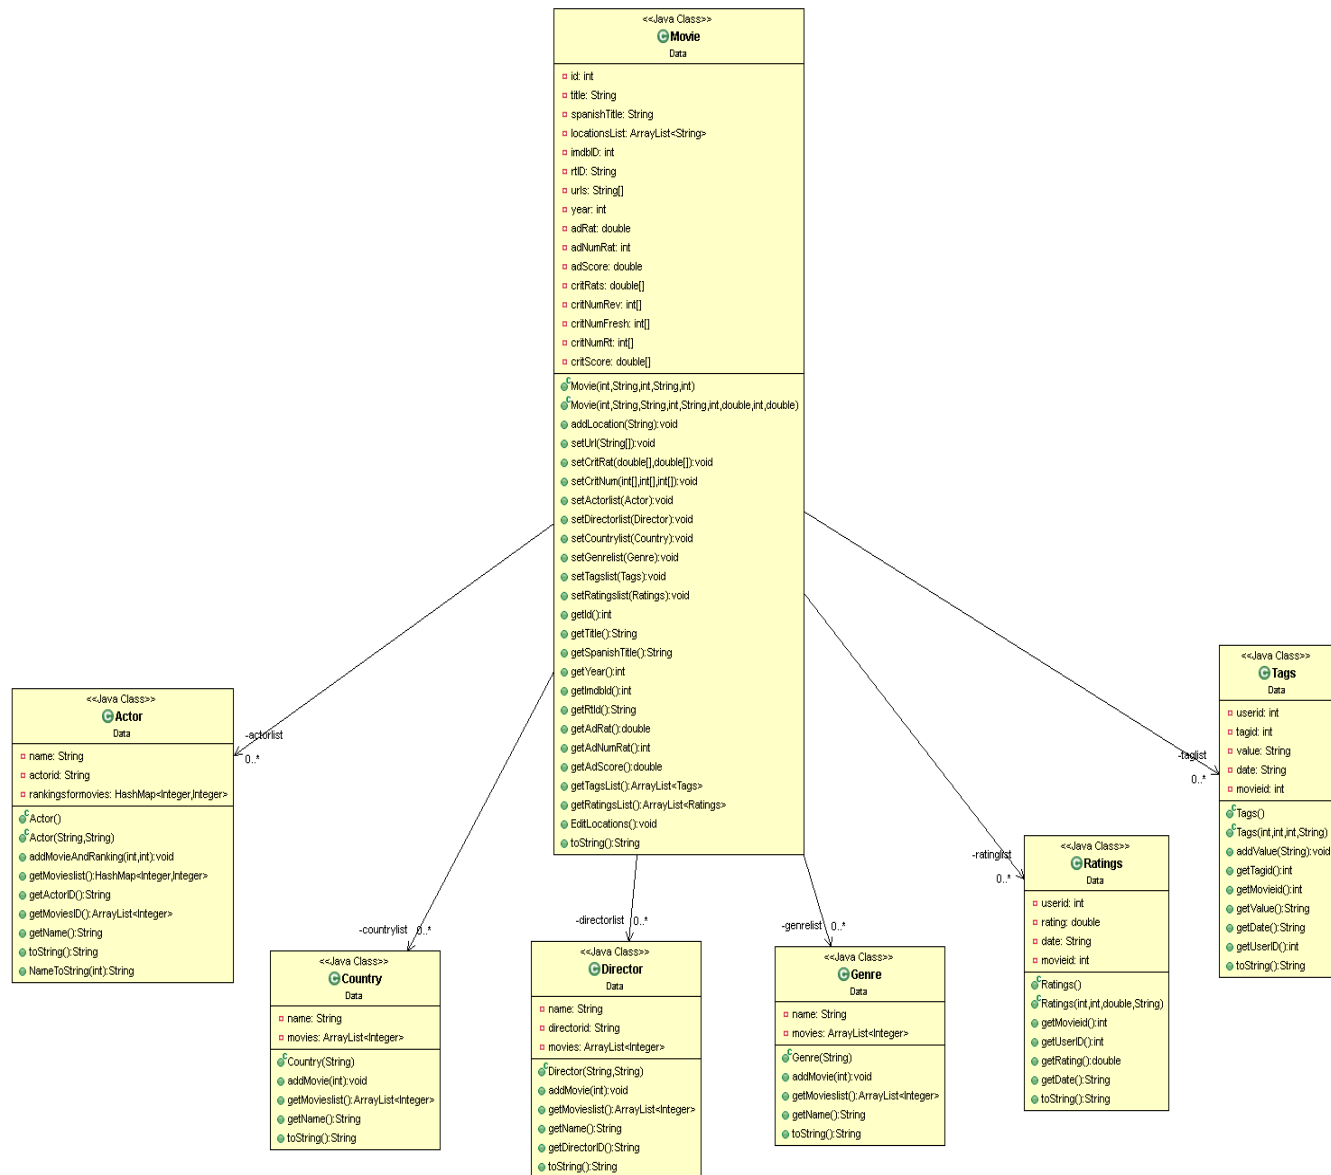 <<Java Class>>
Movie
Data
id: int
title: String
spanishTitle: String
locationsList: ArrayList<String>
imdbID: int
rtID: String
urls: String[]
year: int
adRat: double
adNumRat: int
adScore: double
critRats: double[]
critNumRev: int[]
critNumFresh: int[]
critNumRt: int[]
critScore: double[]
Movie(int,String,int,String,int)
Movie(int,String,String,int,String,int,double,int,double)
addLocation(String):void
setUrl(String[]):void
setCritRat(double[],double[]):void
setCritNum(int[],int[],int[]):void
setActorlist(Actor):void
setDirectorlist(Director):void
setCountrylist(Country):void
setGenrelist(Genre):void
setTagslist(Tags):void
setRatingslist(Ratings):void
getId():int
getTitle():String
getSpanishTitle():String
getYear():int
getImdbId():int
getRtId():String
getAdRat():double
getAdNumRat():int
getAdScore():double
getTagsList():ArrayList<Tags>
getRatingsList():ArrayList<Ratings>
EditLocations():void
toString():String
-actorlist
0..*
-countrylist 0..*
-directorlist 0..*
-genrelist 0..*
-ratinglist
0..*
-taglist
0..*
<<Java Class>>
Actor
Data
name: String
actorid: String
rankingsformovies: HashMap<Integer,Integer>
Actor()
Actor(String,String)
addMovieAndRanking(int,int):void
getMovieslist():HashMap<Integer,Integer>
getActorID():String
getMoviesID():ArrayList<Integer>
getName():String
toString():String
NameToString(int):String
<<Java Class>>
Country
Data
name: String
movies: ArrayList<Integer>
Country(String)
addMovie(int):void
getMovieslist():ArrayList<Integer>
getName():String
toString():String
<<Java Class>>
Director
Data
name: String
directorid: String
movies: ArrayList<Integer>
Director(String,String)
addMovie(int):void
getMovieslist():ArrayList<Integer>
getName():String
getDirectorID():String
toString():String
<<Java Class>>
Genre
Data
name: String
movies: ArrayList<Integer>
Genre(String)
addMovie(int):void
getMovieslist():ArrayList<Integer>
getName():String
toString():String
<<Java Class>>
Ratings
Data
userid: int
rating: double
date: String
movieid: int
Ratings()
Ratings(int,int,double,String)
getMovieid():int
getUserID():int
getRating():double
getDate():String
toString():String
<<Java Class>>
Tags
Data
userid: int
tagid: int
value: String
date: String
movieid: int
Tags()
Tags(int,int,int,String)
addValue(String):void
getTagid():int
getMovieid():int
getValue():String
getDate():String
getUserID():int
toString():String